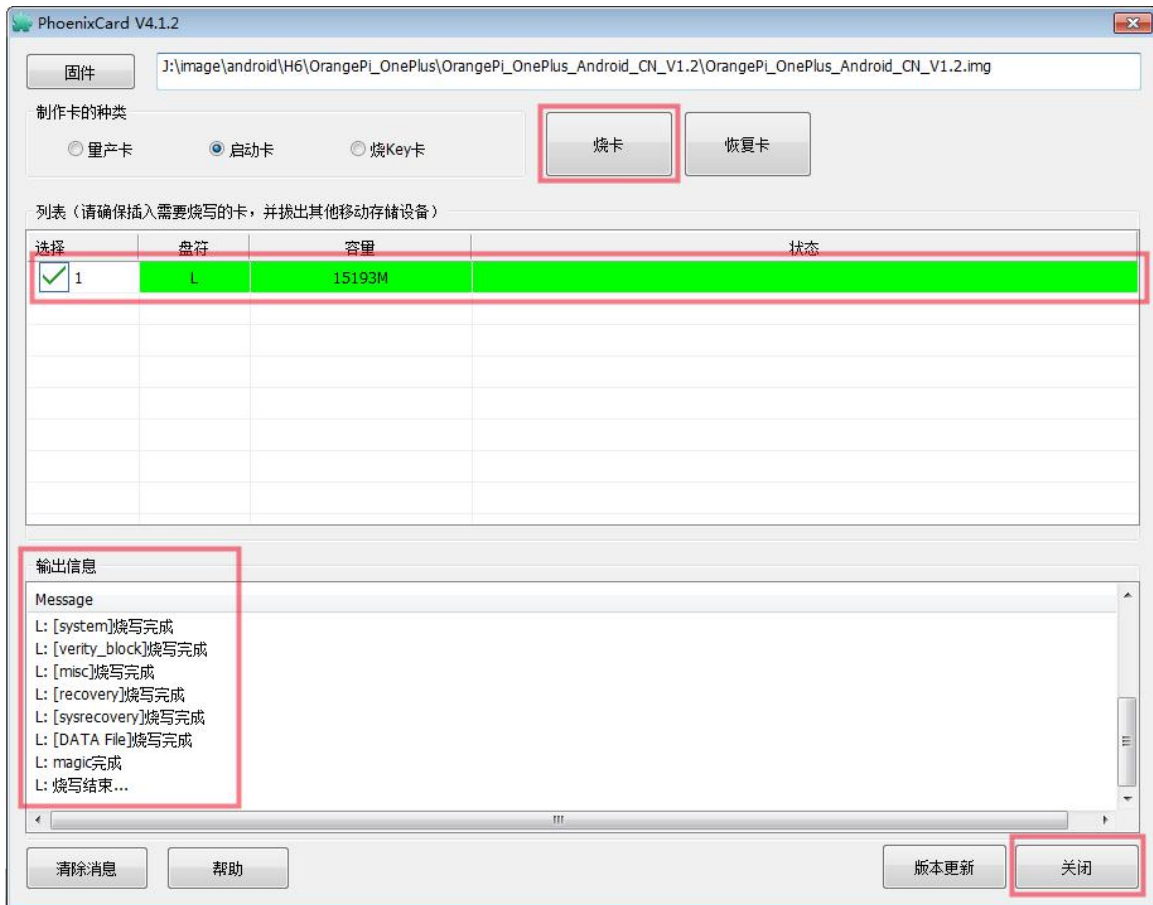 PhoenixCard V4.1.2
固件
J:\image\android\H6\OrangePi_OnePlus\OrangePi_OnePlus_Android_CN_V1.2\OrangePi_OnePlus_Android_CN_V1.2.img
制作卡的种类
量产卡 启动卡 烧Key卡
烧卡 恢复卡
列表（请确保插入需要烧写的卡，并拔出其他移动存储设备）
选择 盘符 容量 状态
1 L 15193M
输出信息
Message
L: [system]烧写完成
L: [verity_block]烧写完成
L: [misc]烧写完成
L: [recovery]烧写完成
L: [sysrecovery]烧写完成
L: [DATA File]烧写完成
L: magic完成
L: 烧写结束...
清除消息 帮助 版本更新 关闭